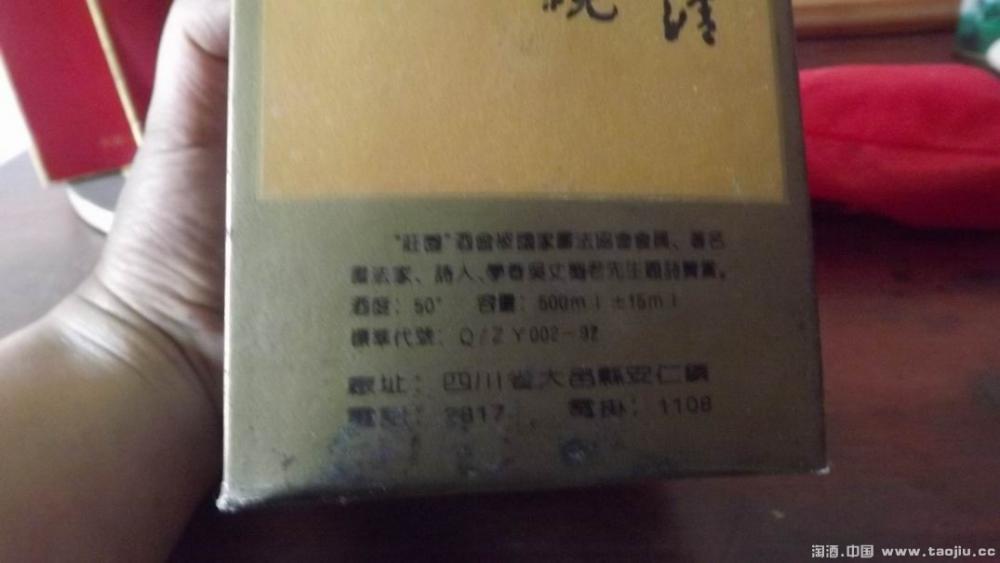 晚 清
"莊園"酒曾被國家書法協會會員、著名
書法家、詩人、學者吳丈蜀老先生題詩贊賞。
酒度：50° 容量：500ml±15ml
標準代號：Q/ZY002-92
廠址：四川省大邑縣安仁鎮
電話：2817 電掛：1108
淘酒.中国 www.taojiu.cc